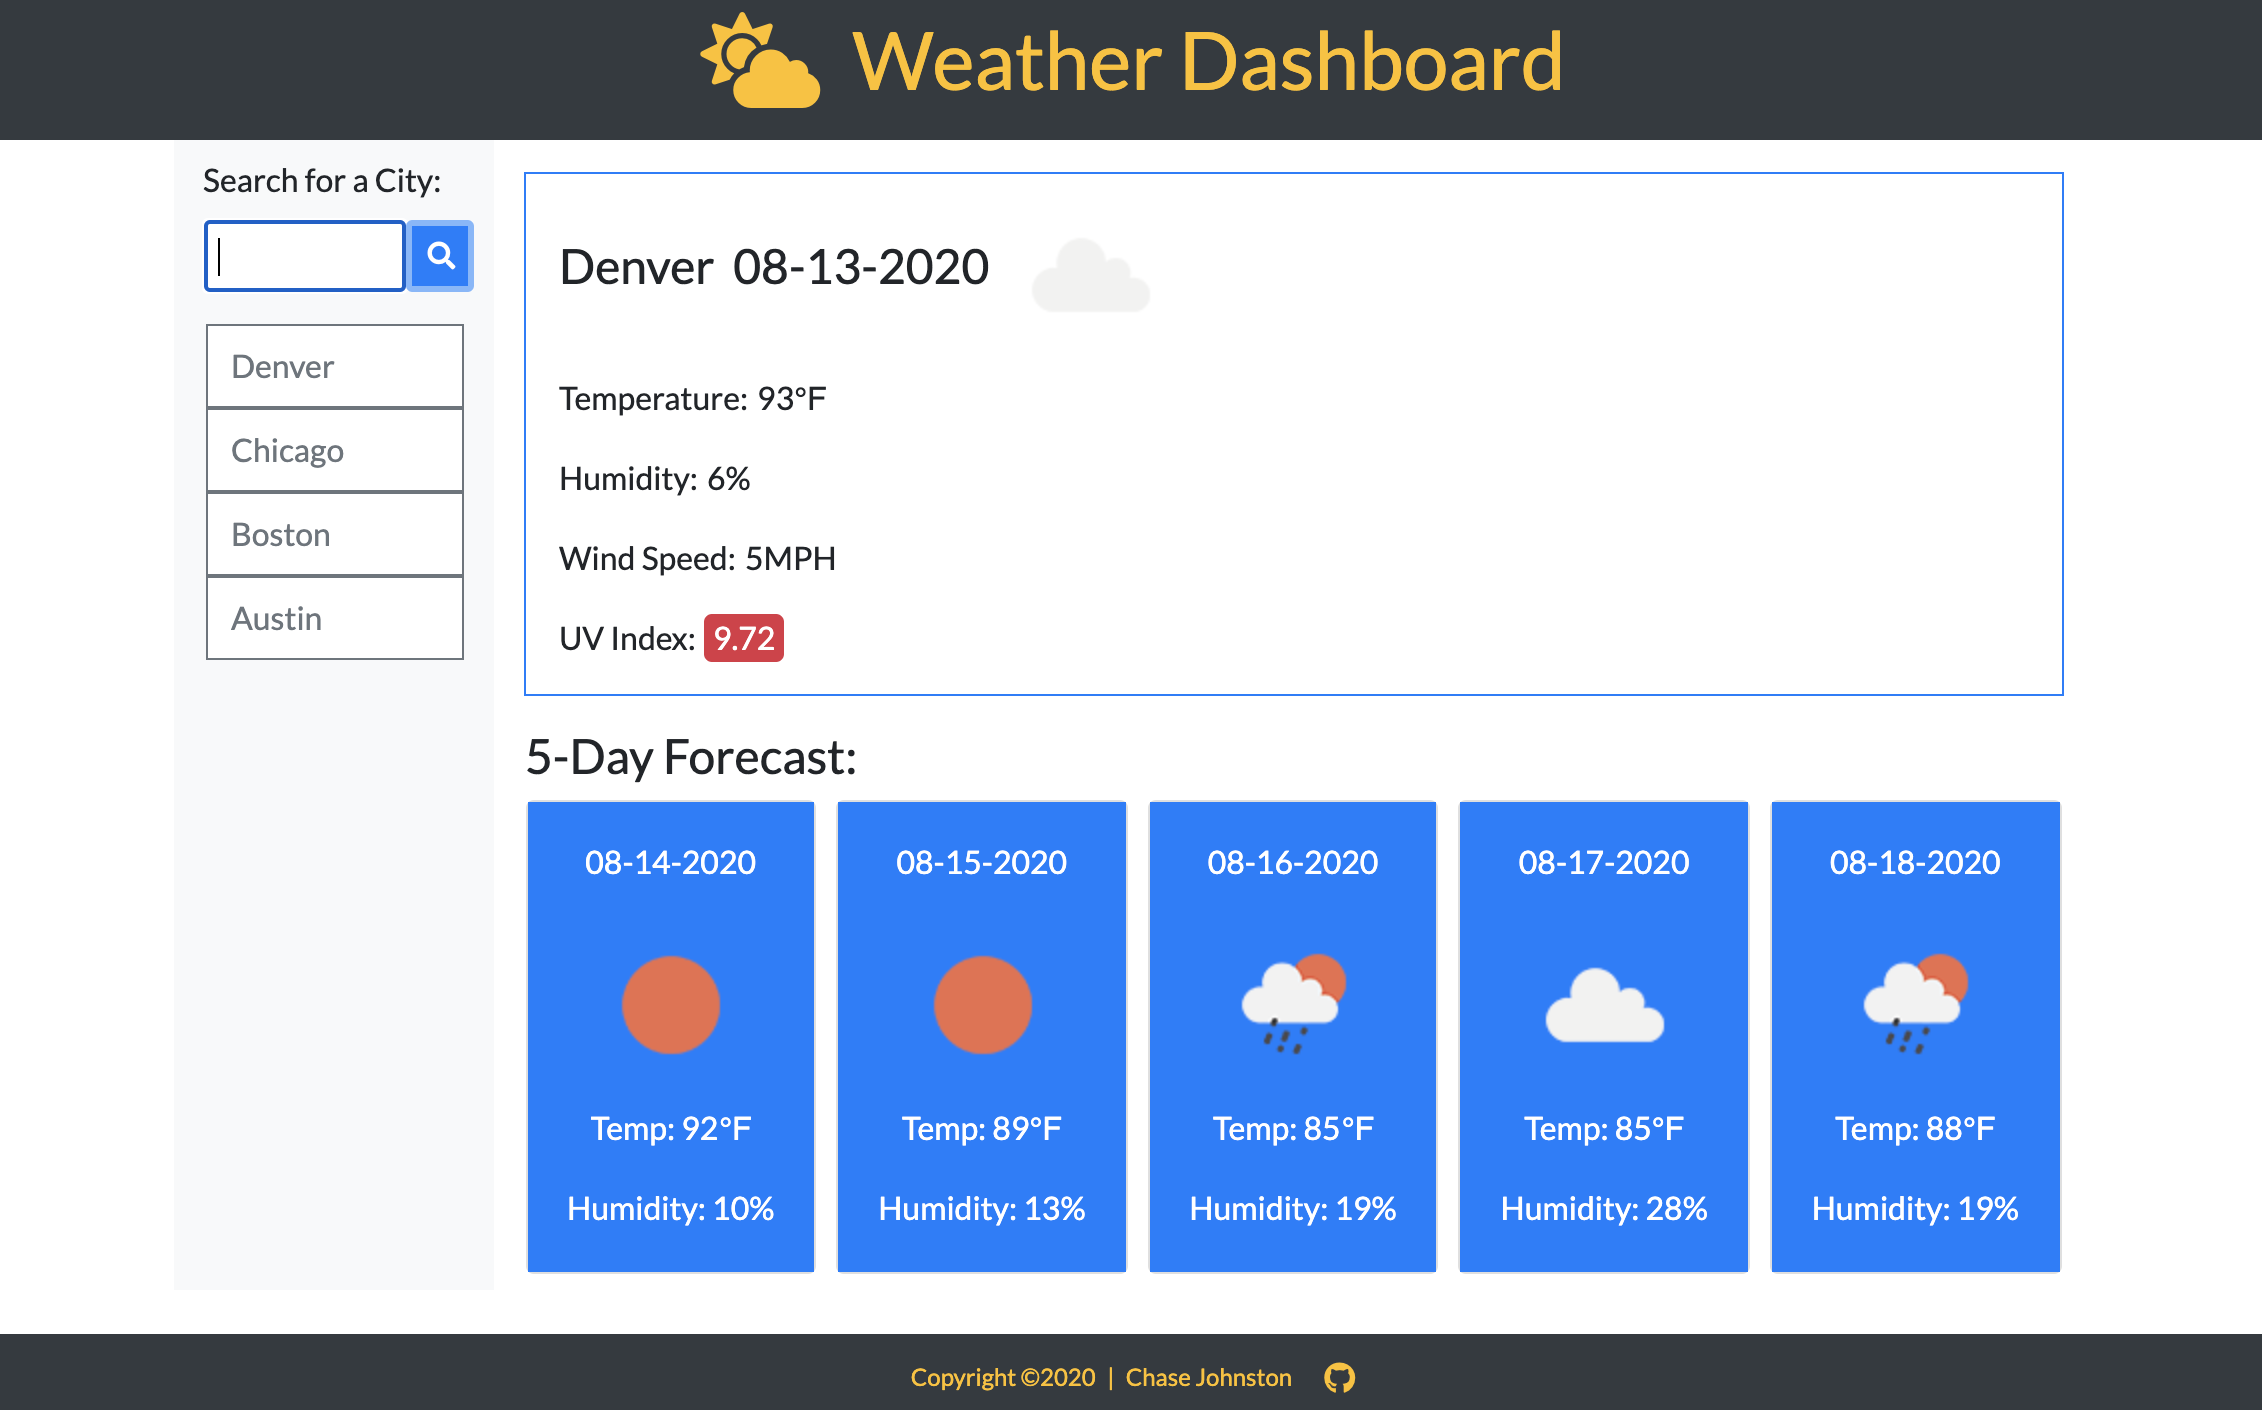 Weather Dashboard
Search for a City:
Denver
Chicago
Boston
Austin
Denver 08-13-2020
Temperature: 93°F
Humidity: 6%
Wind Speed: 5MPH
UV Index: 9.72
5-Day Forecast:
08-14-2020
Temp: 92°F
Humidity: 10%
08-15-2020
Temp: 89°F
Humidity: 13%
08-16-2020
Temp: 85°F
Humidity: 19%
08-17-2020
Temp: 85°F
Humidity: 28%
08-18-2020
Temp: 88°F
Humidity: 19%
Copyright ©2020 | Chase Johnston